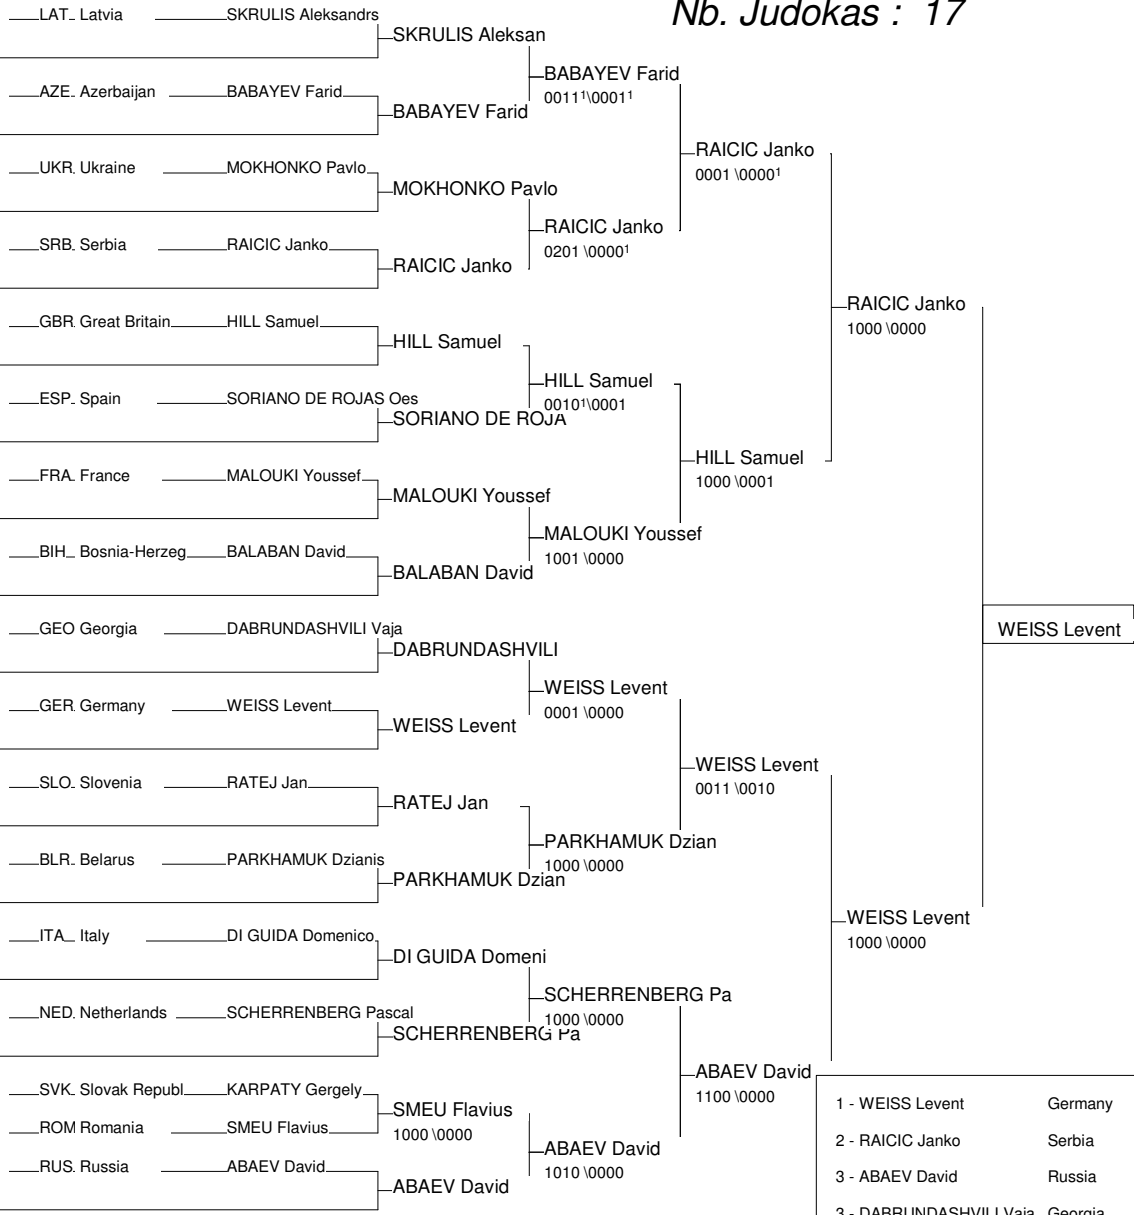 Nb. Judokas : 17
LAT. Latvia SKRULIS Aleksandrs
SKRULIS Aleksan
BABAYEV Farid
0011¹\0001¹
AZE. Azerbaijan BABAYEV Farid
BABAYEV Farid
RAICIC Janko
0001 \0000¹
UKR. Ukraine MOKHONKO Pavlo
MOKHONKO Pavlo
RAICIC Janko
0201 \0000¹
SRB. Serbia RAICIC Janko
RAICIC Janko
RAICIC Janko
1000 \0000
GBR. Great Britain HILL Samuel
HILL Samuel
HILL Samuel
0010¹\0001
ESP. Spain SORIANO DE ROJAS Oes
SORIANO DE ROJA
HILL Samuel
1000 \0001
FRA. France MALOUKI Youssef
MALOUKI Youssef
MALOUKI Youssef
1001 \0000
BIH. Bosnia-Herzeg BALABAN David
BALABAN David
WEISS Levent
GEO Georgia DABRUNDASHVILI Vaja
DABRUNDASHVILI
WEISS Levent
0001 \0000
GER. Germany WEISS Levent
WEISS Levent
WEISS Levent
0011 \0010
SLO. Slovenia RATEJ Jan
RATEJ Jan
PARKHAMUK Dzian
1000 \0000
BLR. Belarus PARKHAMUK Dzianis
PARKHAMUK Dzian
WEISS Levent
1000 \0000
ITA. Italy DI GUIDA Domenico
DI GUIDA Domeni
SCHERRENBERG Pa
1000 \0000
NED. Netherlands SCHERRENBERG Pascal
SCHERRENBERG Pa
ABAEV David
1100 \0000
SVK. Slovak Republ KARPATY Gergely
SMEU Flavius
1000 \0000
ROM Romania SMEU Flavius
ABAEV David
1010 \0000
RUS. Russia ABAEV David
ABAEV David
1 - WEISS Levent Germany
2 - RAICIC Janko Serbia
3 - ABAEV David Russia
3 - DABRUNDASHVILI Vaja Georgia